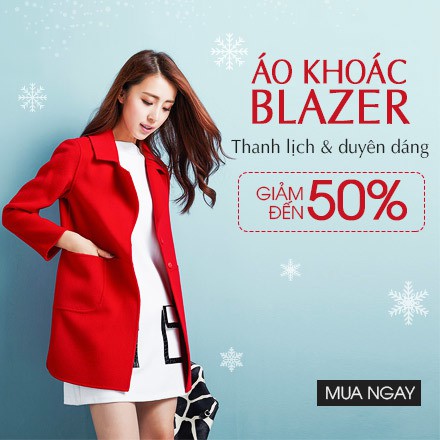 ÁO KHOÁC
BLAZER
Thanh lịch & duyên dáng
GIẢM
ĐẾN 50%
MUA NGAY